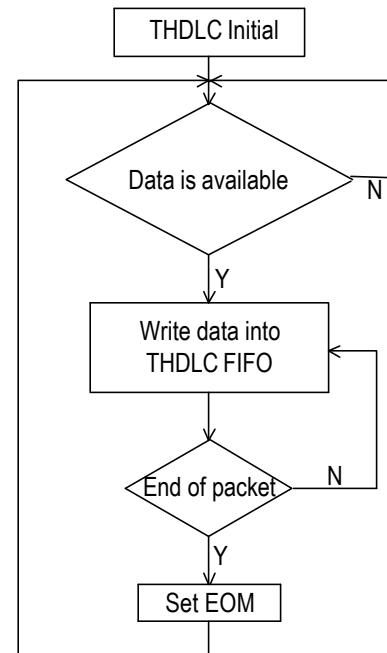 THDLC Initial
Data is available
N
Y
Write data into
THDLC FIFO
End of packet
N
Y
Set EOM